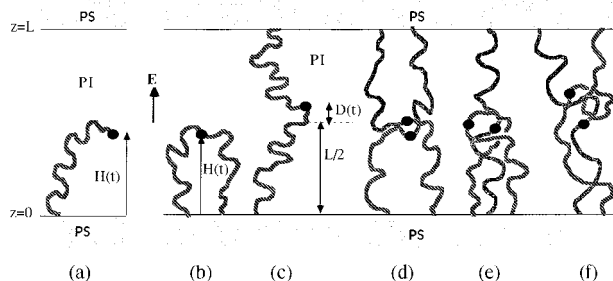 z=L
PS
PS
PI
E
PI
D(t)
H(t)
H(t)
L/2
z=0
PS
PS
(a)
(b)
(c)
(d)
(e)
(f)